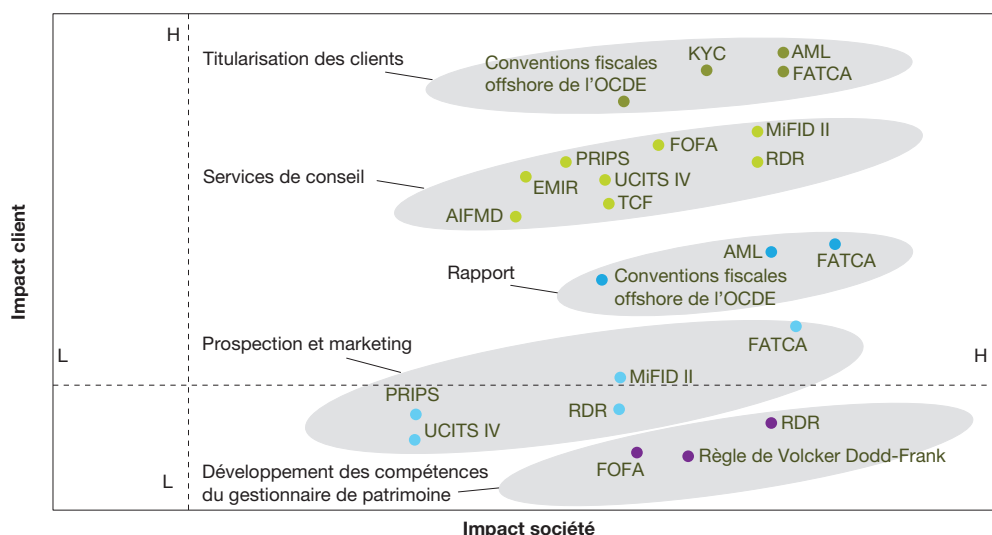 H
Titularisation des clients
Conventions fiscales
offshore de l'OCDE
KYC
AML
FATCA
Services de conseil
MiFID II
FOFA
RDR
PRIPS
EMIR
UCITS IV
TCF
AIFMD
Impact client
Rapport
AML
FATCA
Conventions fiscales
offshore de l'OCDE
Prospection et marketing
FATCA
L
H
MiFID II
PRIPS
RDR
UCITS IV
RDR
Développement des compétences
du gestionnaire de patrimoine
FOFA
Règle de Volcker Dodd-Frank
L
Impact société